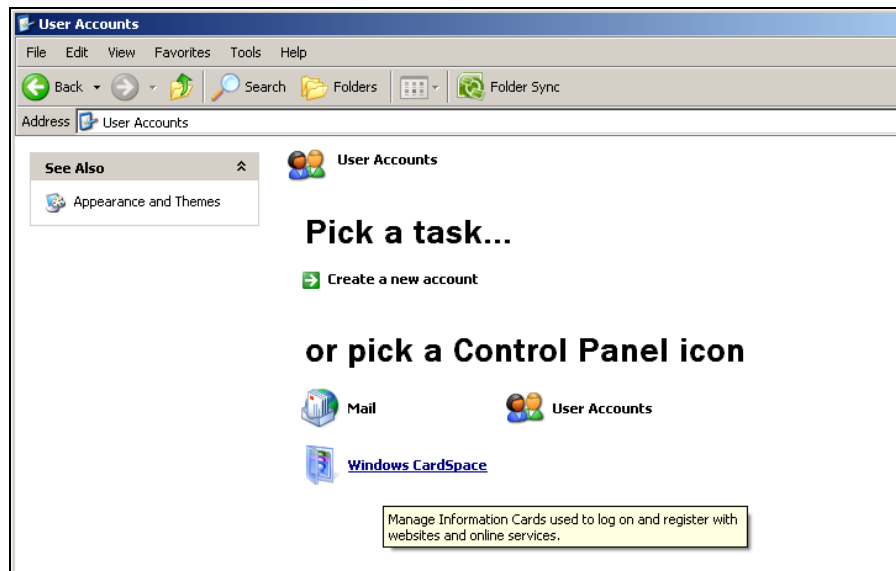 User Accounts
File Edit View Favorites Tools Help
Back Search Folders Folder Sync
Address User Accounts
See Also
Appearance and Themes
User Accounts
Pick a task...
Create a new account
or pick a Control Panel icon
Mail User Accounts
Windows CardSpace
Manage Information Cards used to log on and register with
websites and online services.